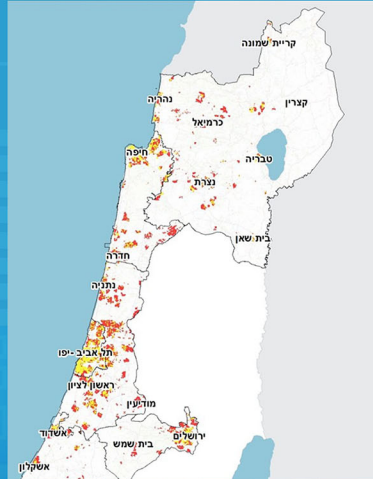 קריית שמונה
נהריה
קצרין
כרמיאל
חיפה
טבריה
נצרת
בית שאן
חדרה
נתניה
תל אביב -יפו
ראשון לציון
מודיעין
ירושלים
אשדוד
בית שמש
אשקלון